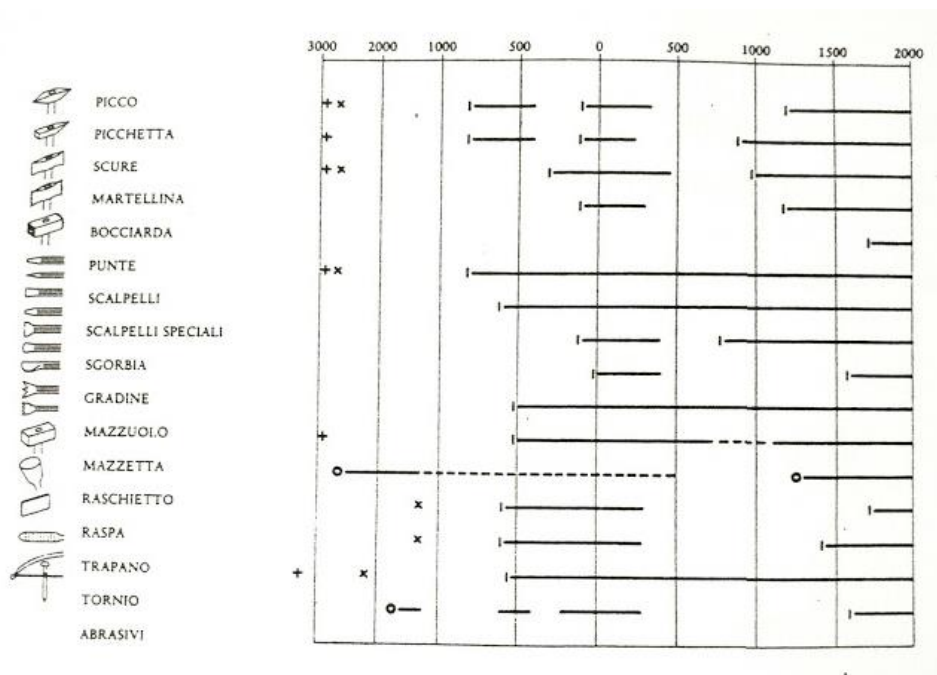 3000 2000 1000 500 0 500 1000 1500 2000
PICCO
PICCHETTA
SCURE
MARTELLINA
BOCCIARDA
PUNTE
SCALPELLI
SCALPELLI SPECIALI
SGORBIA
GRADINE
MAZZUOLO
MAZZETTA
RASCHIETTO
RASPA
TRAPANO
TORNIO
ABRASIVI